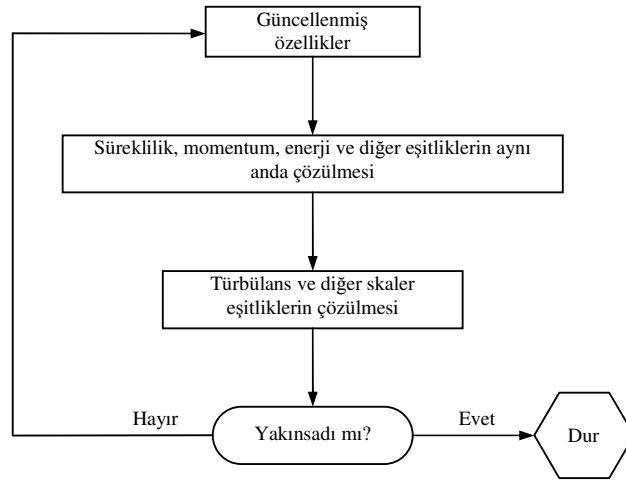 Güncellenmiş
özellikler
Süreklilik, momentum, enerji ve diğer eşitliklerin aynı
anda çözülmesi
Türbülans ve diğer skaler
eşitliklerin çözülmesi
Hayır
Yakınsadı mı?
Evet
Dur